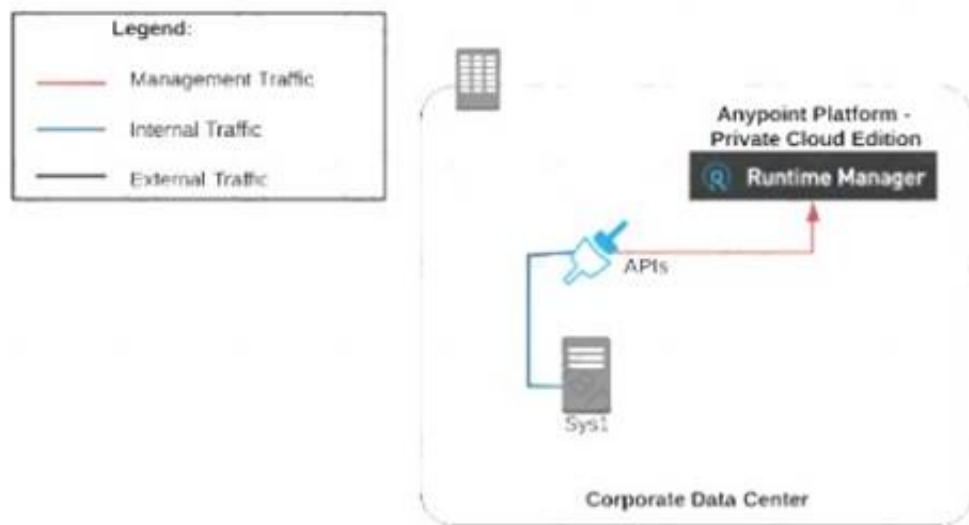 Legend:
Management Traffic
Internal Traffic
External Traffic
Anypoint Platform -
Private Cloud Edition
R Runtime Manager
APIs
Sys1
Corporate Data Center